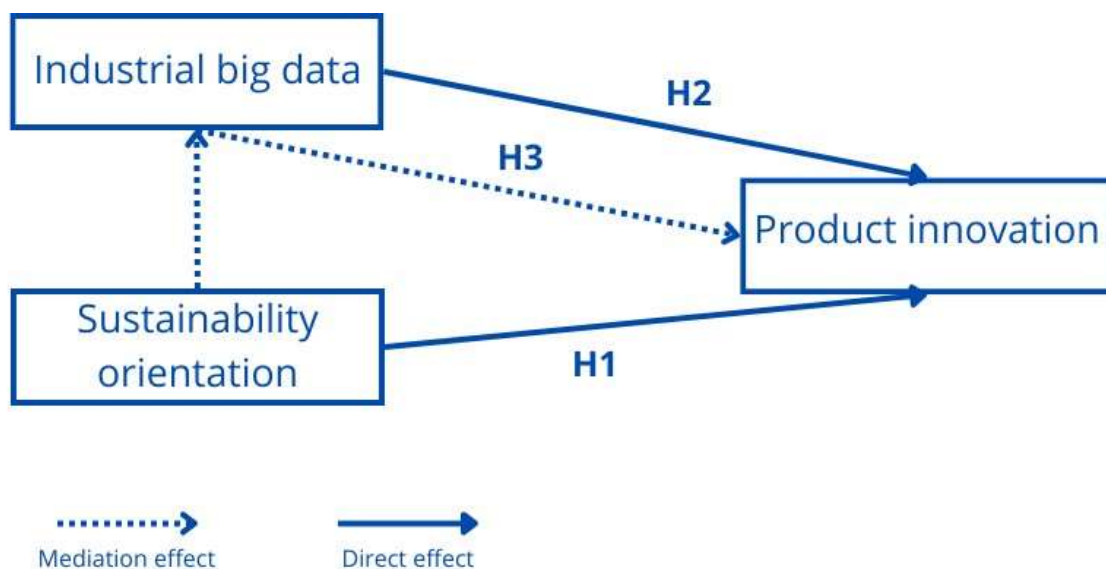 Industrial big data
H2
H3
Product innovation
Sustainability
orientation
H1
Mediation effect
Direct effect